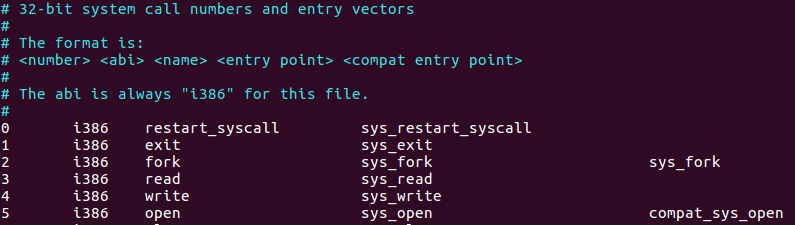 # 32-bit system call numbers and entry vectors
#
# The format is:
# <number> <abi> <name> <entry point> <compat entry point>
#
# The abi is always "i386" for this file.
#
0 i386 restart_syscall sys_restart_syscall
1 i386 exit sys_exit
2 i386 fork sys_fork sys_fork
3 i386 read sys_read
4 i386 write sys_write
5 i386 open sys_open compat_sys_open